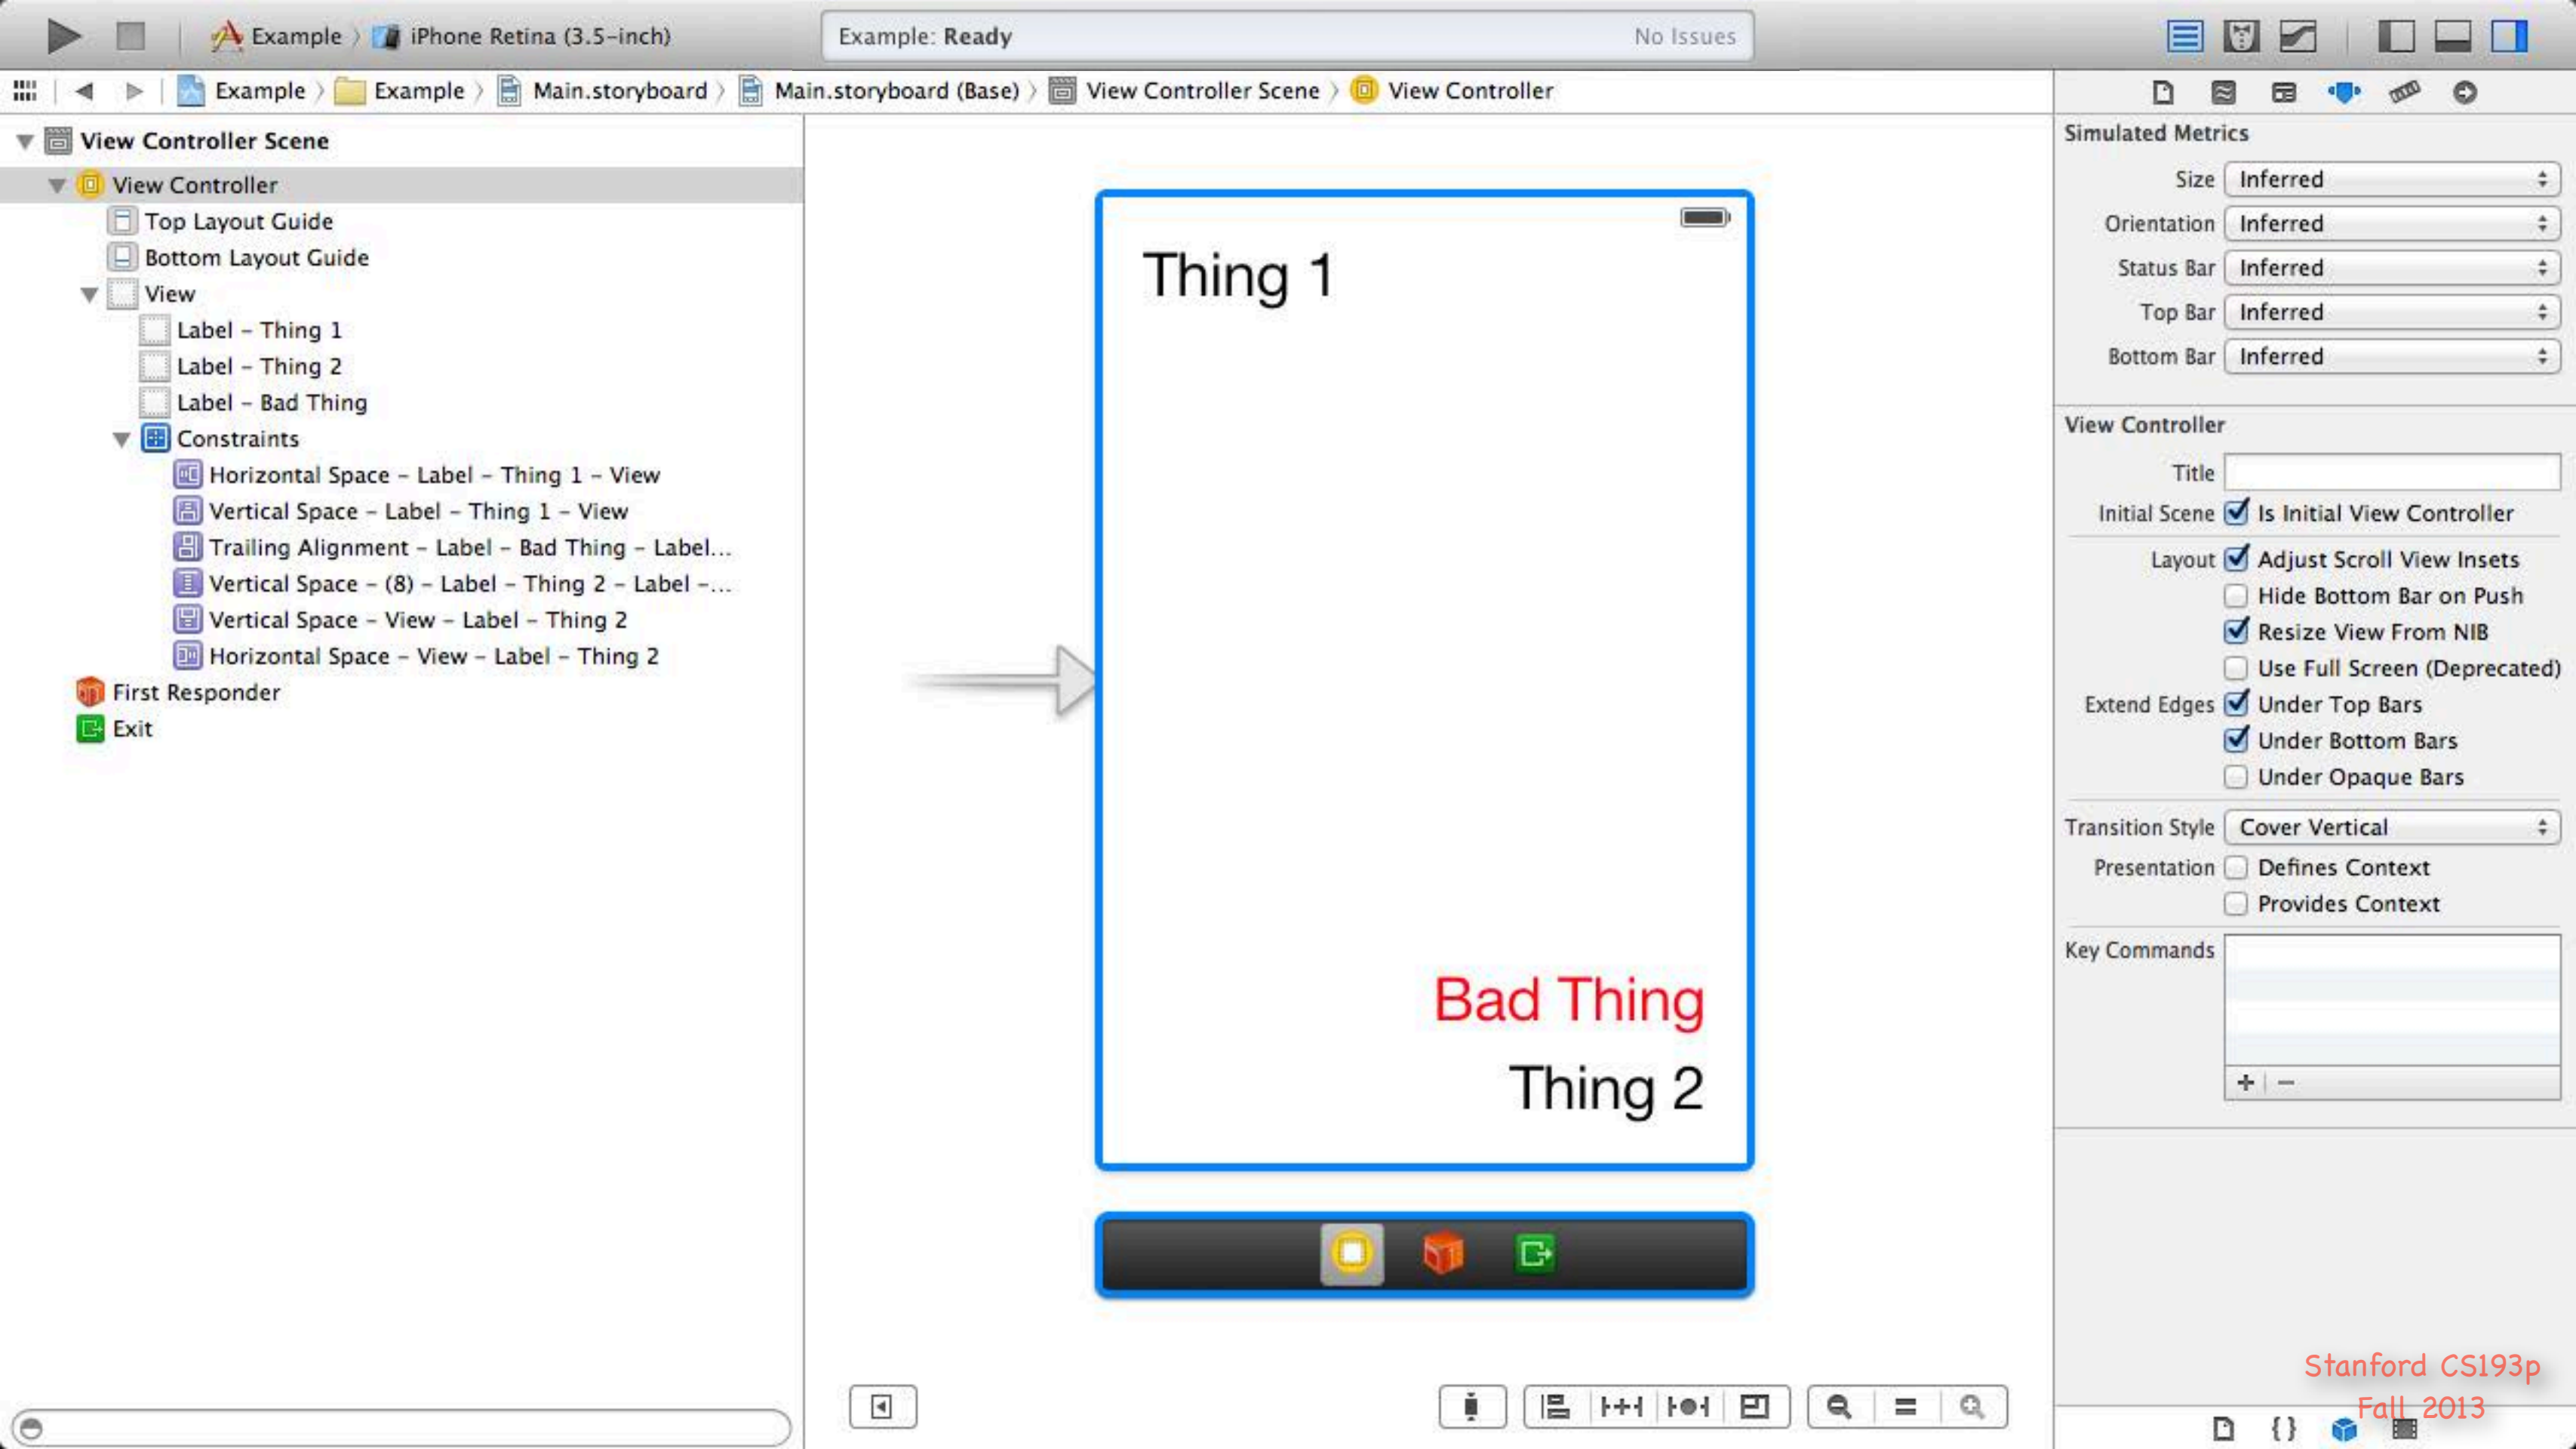 Example
iPhone Retina (3.5-inch)
Example: Ready
No Issues
Example
Example
Main.storyboard
Main.storyboard (Base)
View Controller Scene
View Controller
View Controller Scene
View Controller
Top Layout Guide
Bottom Layout Guide
View
Label – Thing 1
Label – Thing 2
Label – Bad Thing
Constraints
Horizontal Space – Label – Thing 1 – View
Vertical Space – Label – Thing 1 – View
Trailing Alignment – Label – Bad Thing – Label...
Vertical Space – (8) – Label – Thing 2 – Label –...
Vertical Space – View – Label – Thing 2
Horizontal Space – View – Label – Thing 2
First Responder
Exit
Thing 1
Bad Thing
Thing 2
Simulated Metrics
Size Inferred
Orientation Inferred
Status Bar Inferred
Top Bar Inferred
Bottom Bar Inferred
View Controller
Title
Initial Scene Is Initial View Controller
Layout Adjust Scroll View Insets
Hide Bottom Bar on Push
Resize View From NIB
Use Full Screen (Deprecated)
Extend Edges Under Top Bars
Under Bottom Bars
Under Opaque Bars
Transition Style Cover Vertical
Presentation Defines Context
Provides Context
Key Commands
Stanford CS193p
Fall 2013